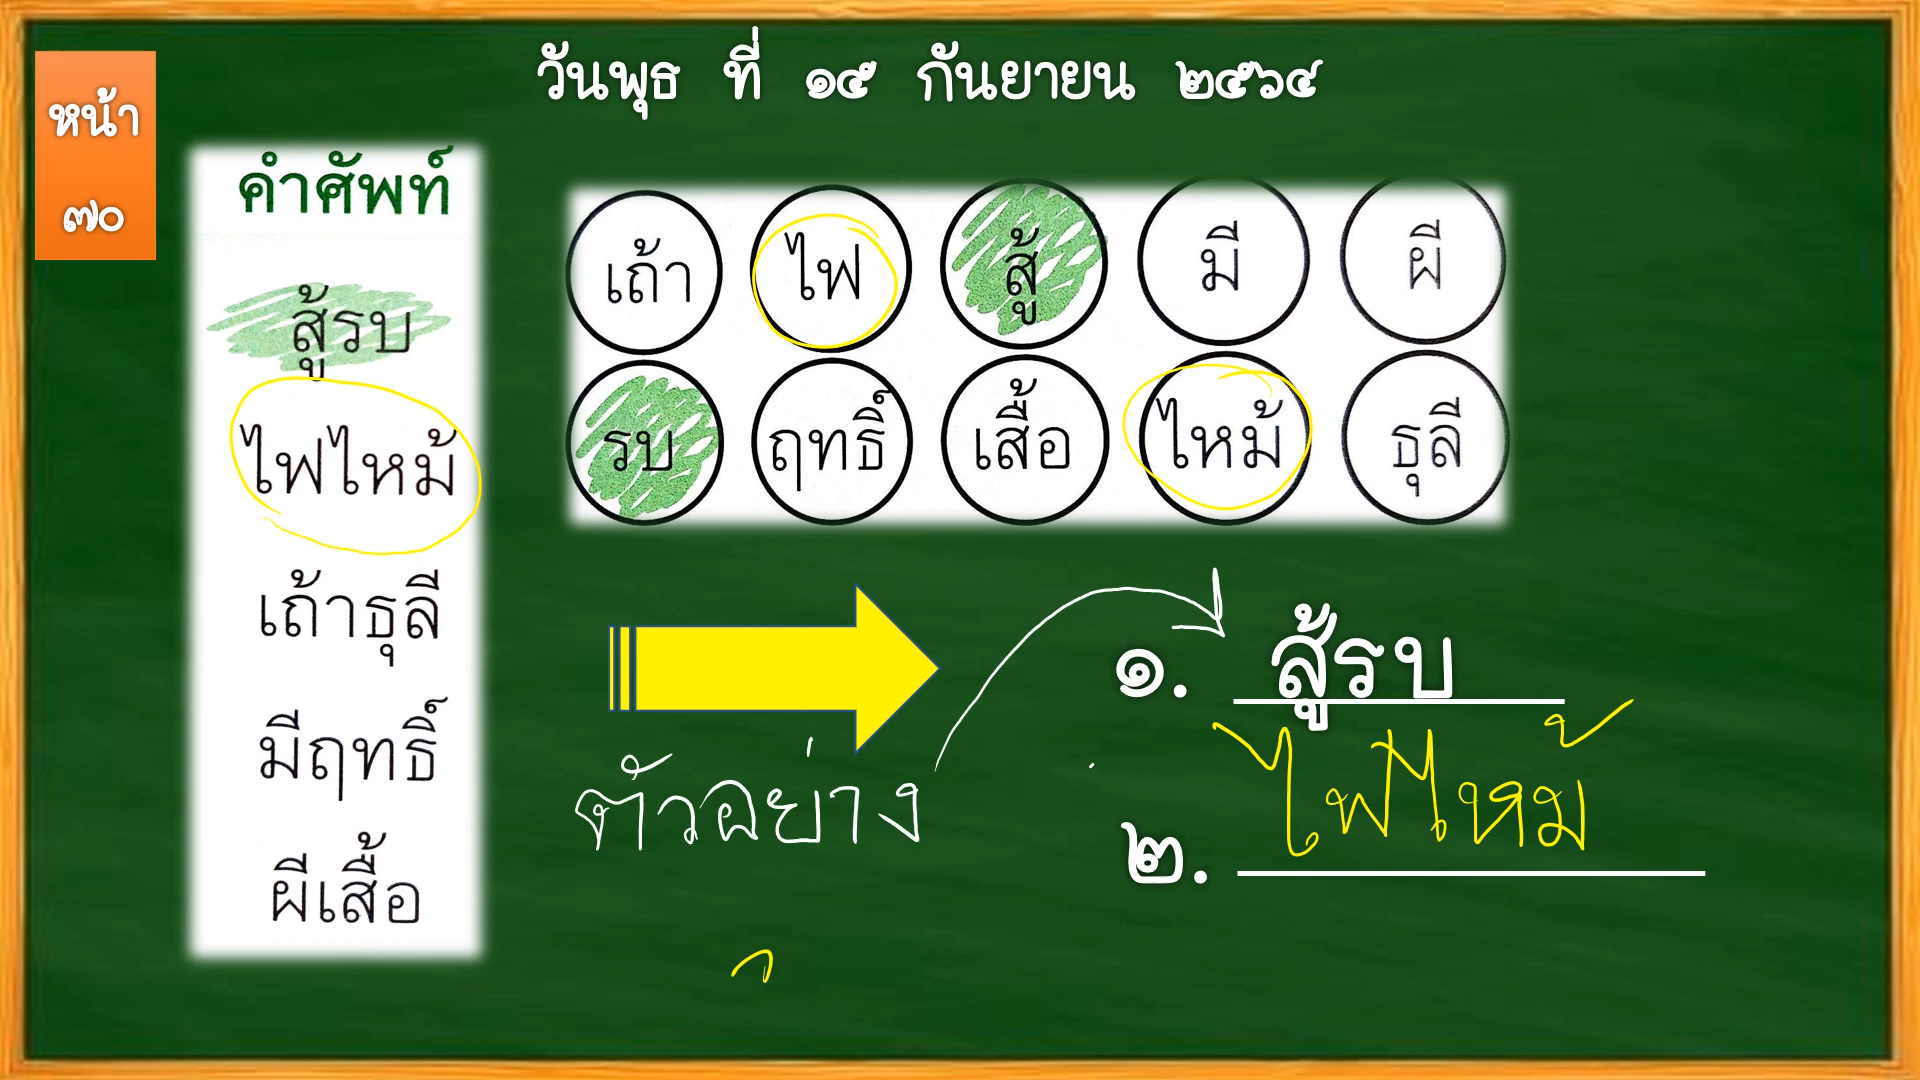 วันพุธ ที่ ๑๕ กันยายน ๒๕๖๔
หน้า
๗๐
คำศัพท์
สู้รบ
ไฟไหม้
เถ้าธุลี
มีฤทธิ์
ผีเสื้อ
เถ้า ไฟ สู้ มี ผี
รบ ฤทธิ์ เสื้อ ไหม้ ธุลี
ตัวอย่าง
๑. สู้รบ
๒. ไฟไหม้